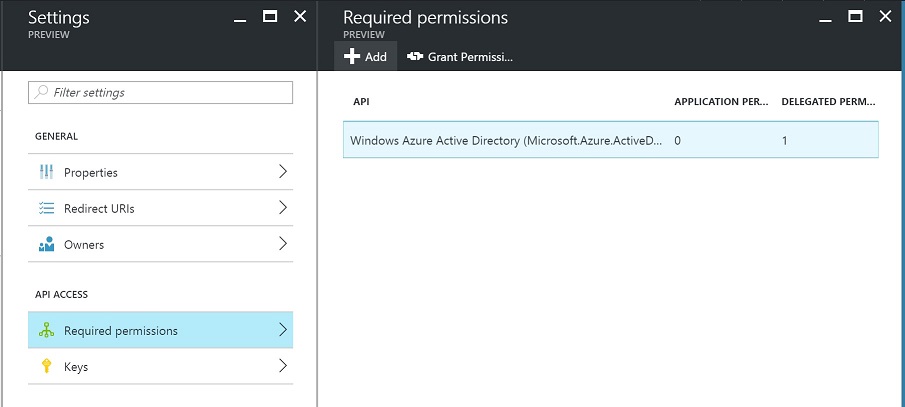 Settings
PREVIEW
Filter settings
GENERAL
Properties
Redirect URIs
Owners
API ACCESS
Required permissions
Keys
Required permissions
PREVIEW
Add Grant Permissi...
API APPLICATION PER... DELEGATED PERM...
Windows Azure Active Directory (Microsoft.Azure.ActiveD... 0 1